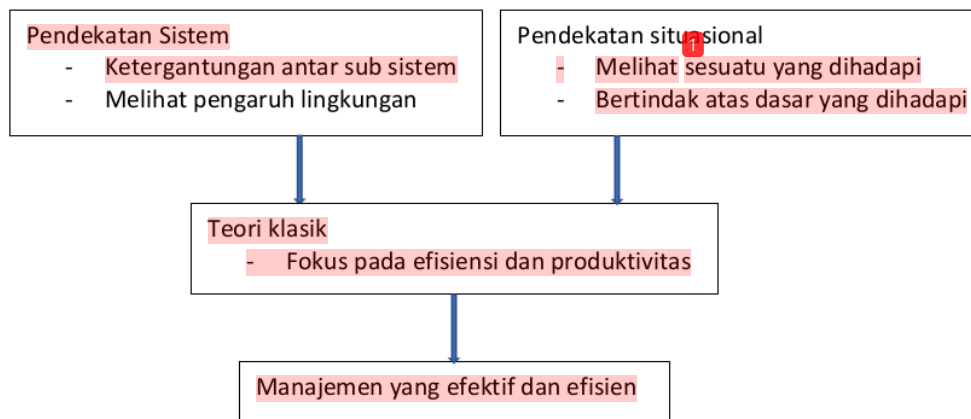 Pendekatan Sistem
- Ketergantungan antar sub sistem
- Melihat pengaruh lingkungan
Pendekatan situasional
1
- Melihat sesuatu yang dihadapi
- Bertindak atas dasar yang dihadapi
Teori klasik
- Fokus pada efisiensi dan produktivitas
Manajemen yang efektif dan efisien